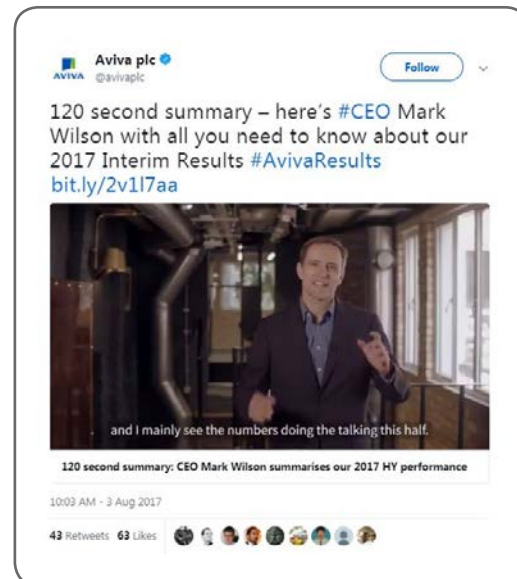 Aviva plc
AVIVA
@avivaplc
Follow
120 second summary – here's #CEO Mark
Wilson with all you need to know about our
2017 Interim Results #AvivaResults
bit.ly/2v1l7aa
and I mainly see the numbers doing the talking this half.
120 second summary: CEO Mark Wilson summarises our 2017 HY performance
10:03 AM - 3 Aug 2017
43 Retweets 63 Likes